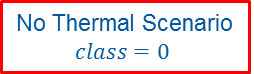 No Thermal Scenario
class = 0